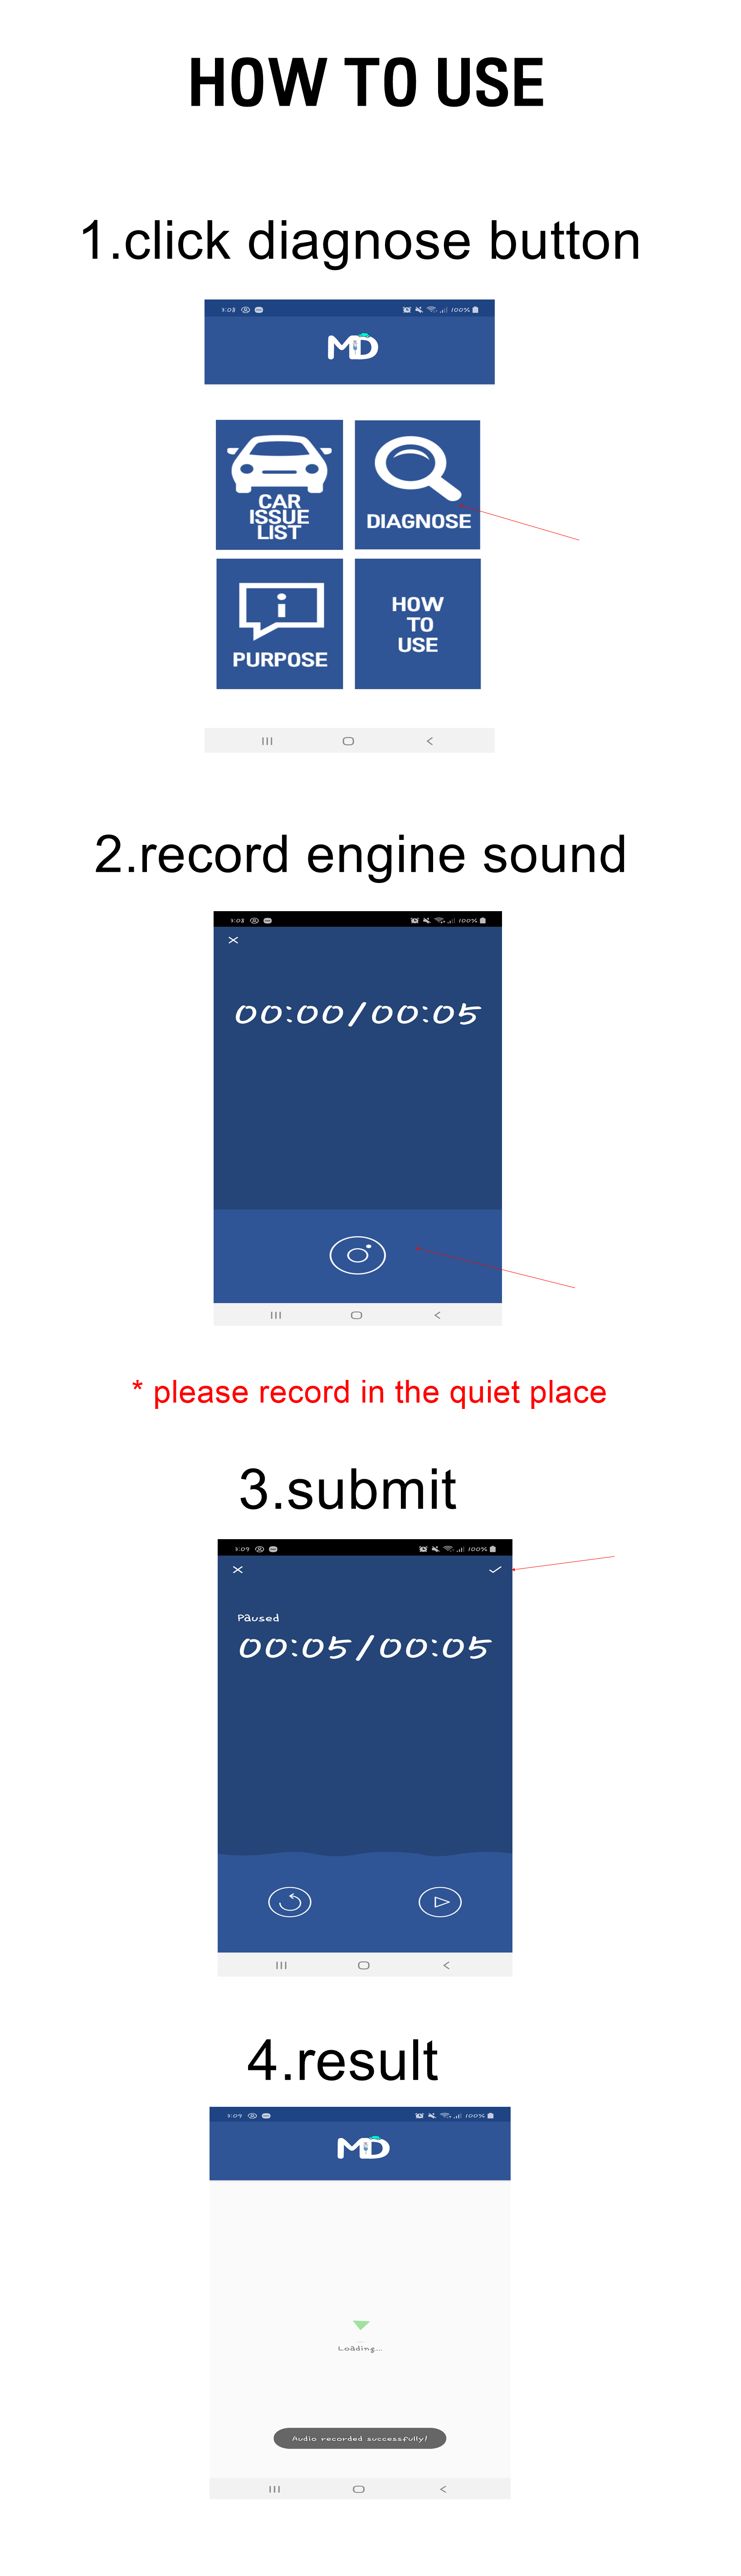 HOW TO USE
1.click diagnose button
3:08 100%
MD
CAR
ISSUE
LIST
DIAGNOSE
PURPOSE
HOW
TO
USE
2.record engine sound
3:08 100%
00:00/00:05
* please record in the quiet place
3.submit
3:09 100%
Paused
00:05/00:05
4.result
3:09 100%
MD
Loading...
Audio recorded successfully!